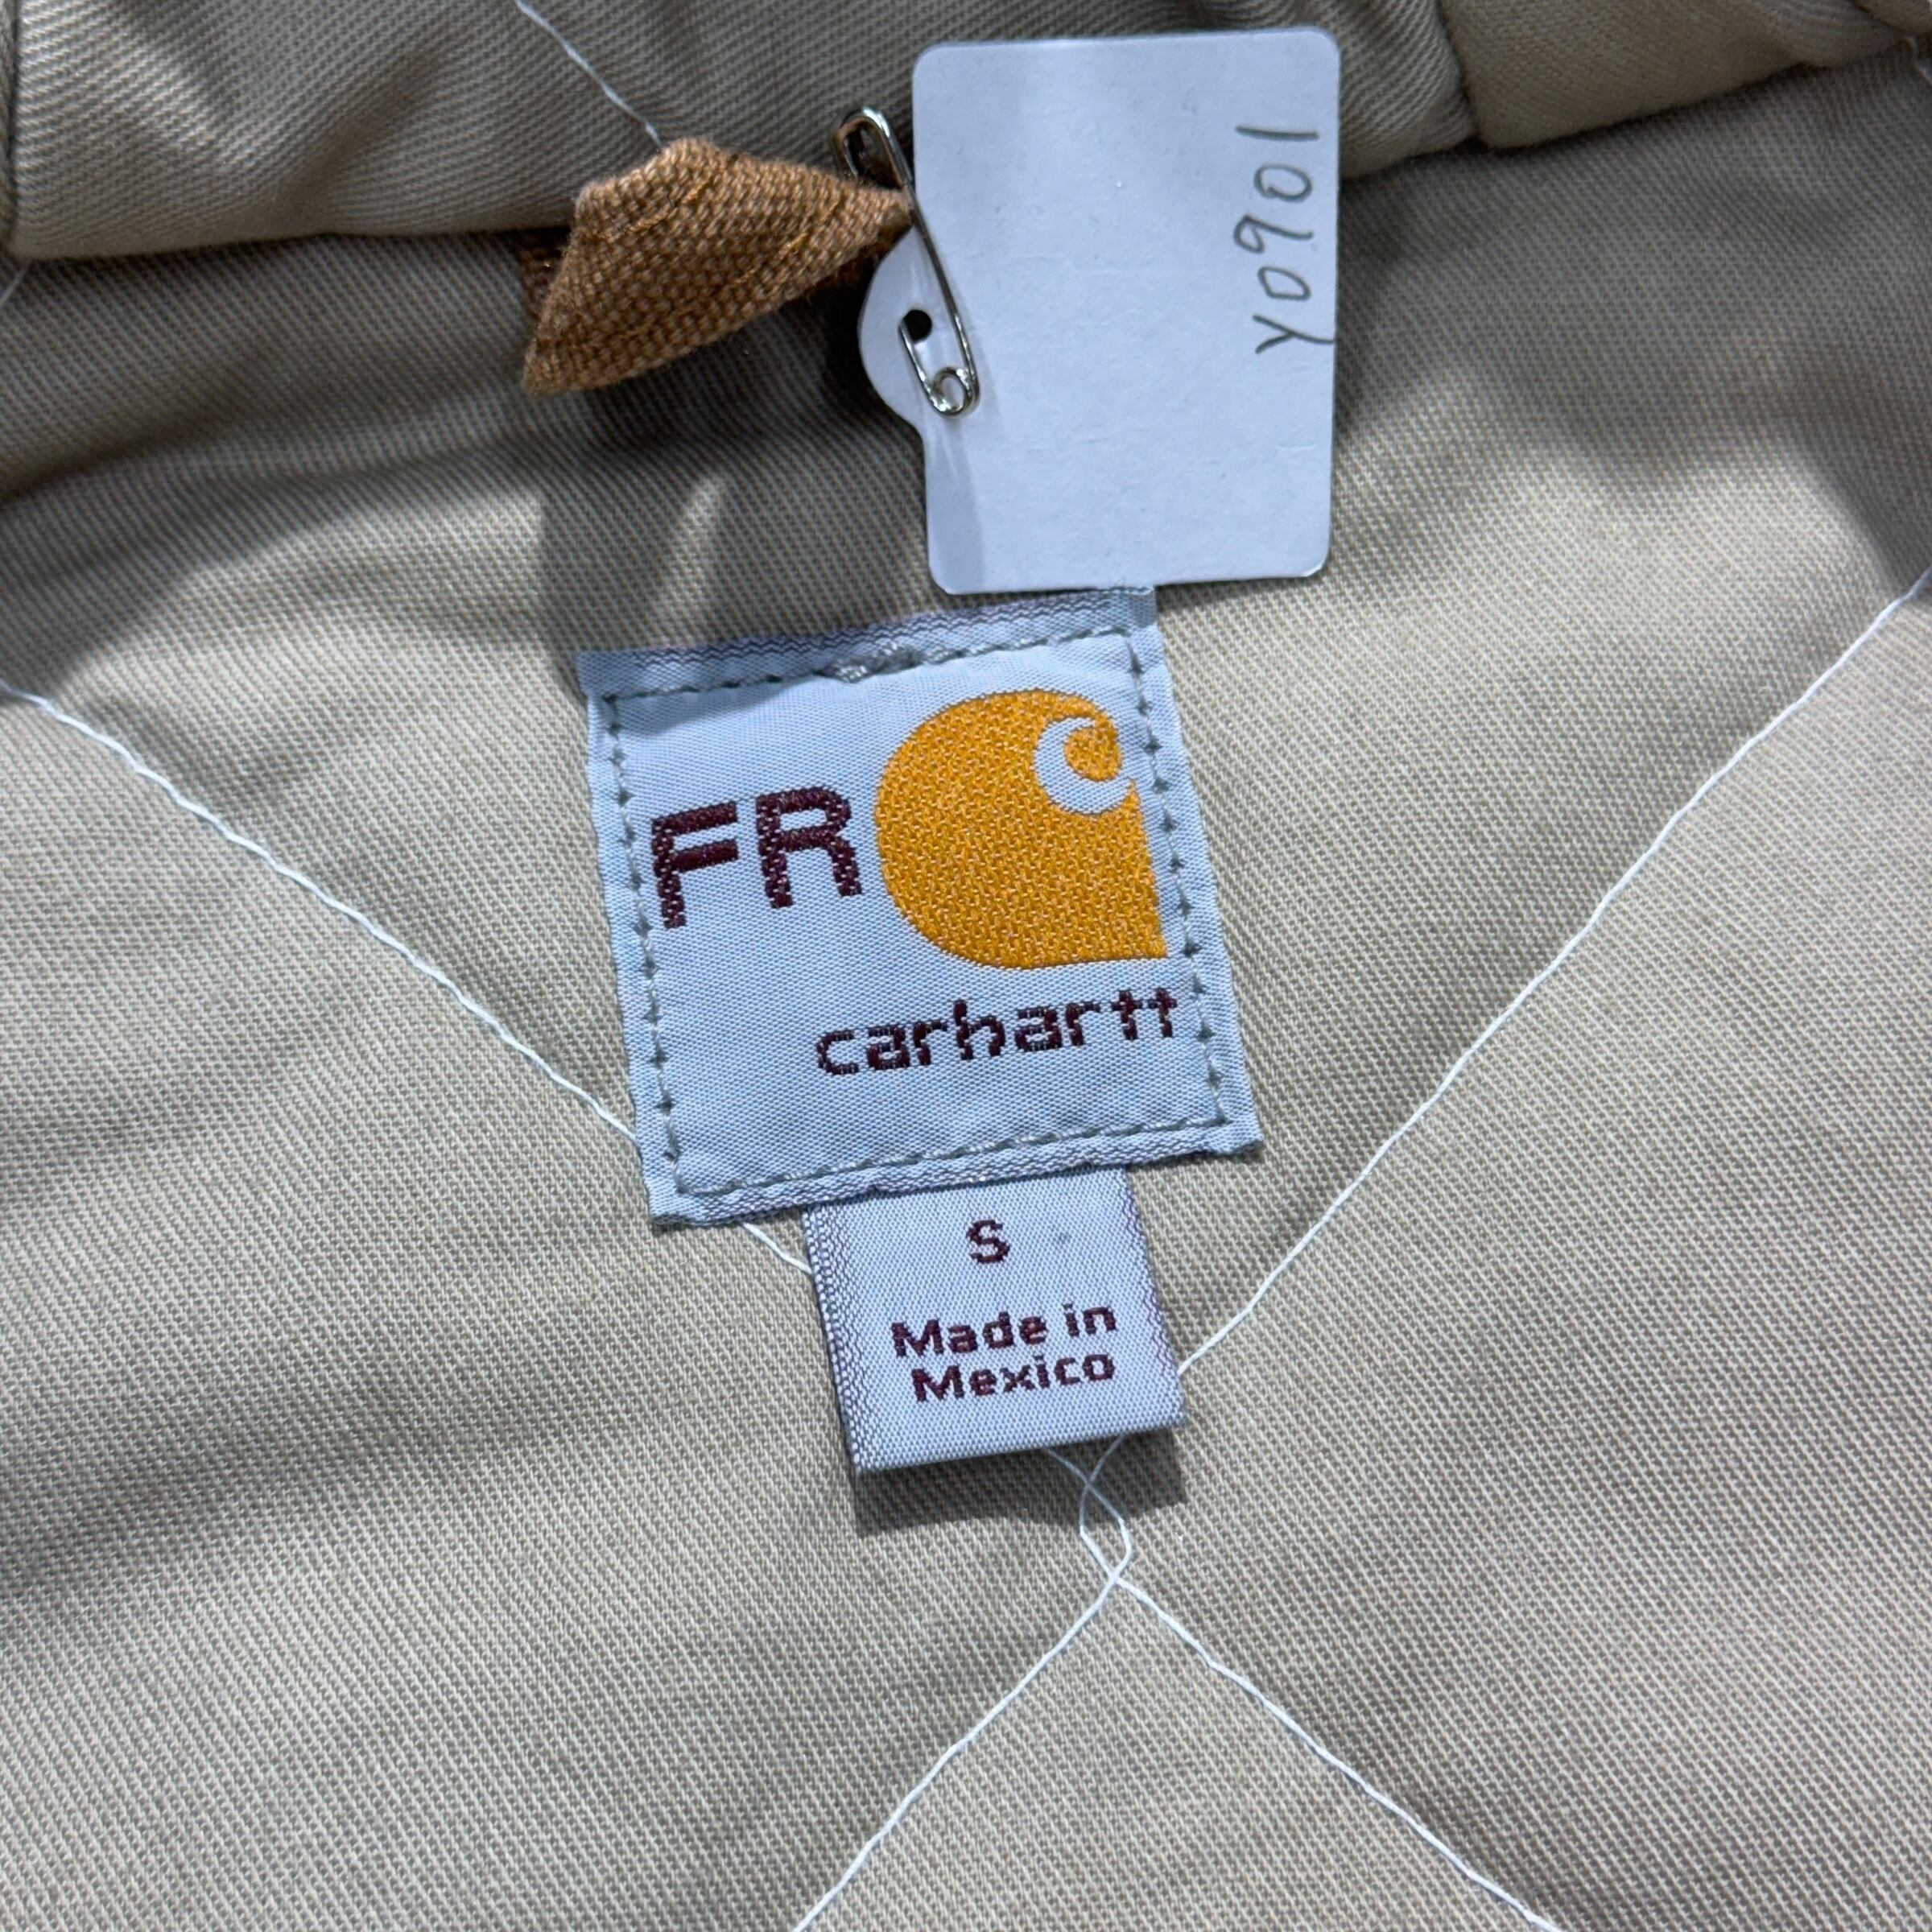 Y0901
FR
carhartt
S
Made in
Mexico